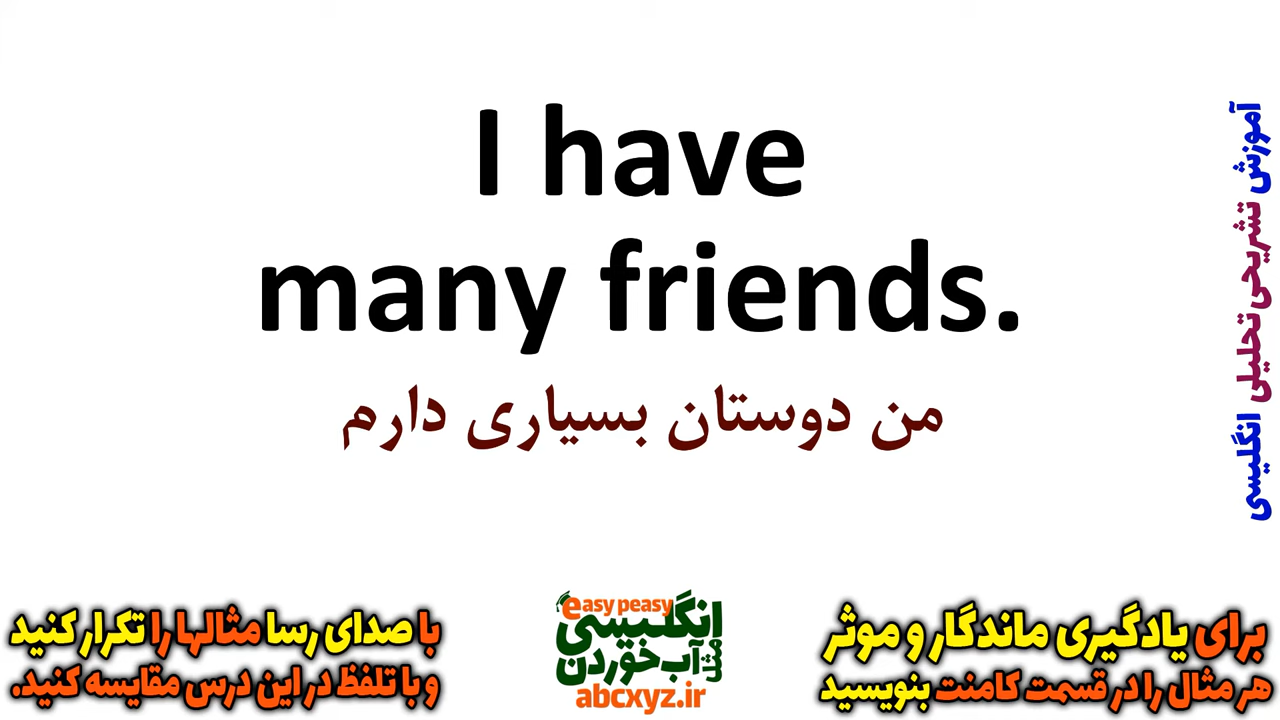 I have
many friends.
من دوستان بسیاری دارم
آموزش تشریحی تحلیلی انگلیسی
برای یادگیری ماندگار و موثر
هر مثال را در قسمت کامنت بنویسید
easy peasy
انگلیسی
مثل آب خوردن
abcxyz.ir
با صدای رسا مثالها را تکرار کنید
و با تلفظ در این درس مقایسه کنید.